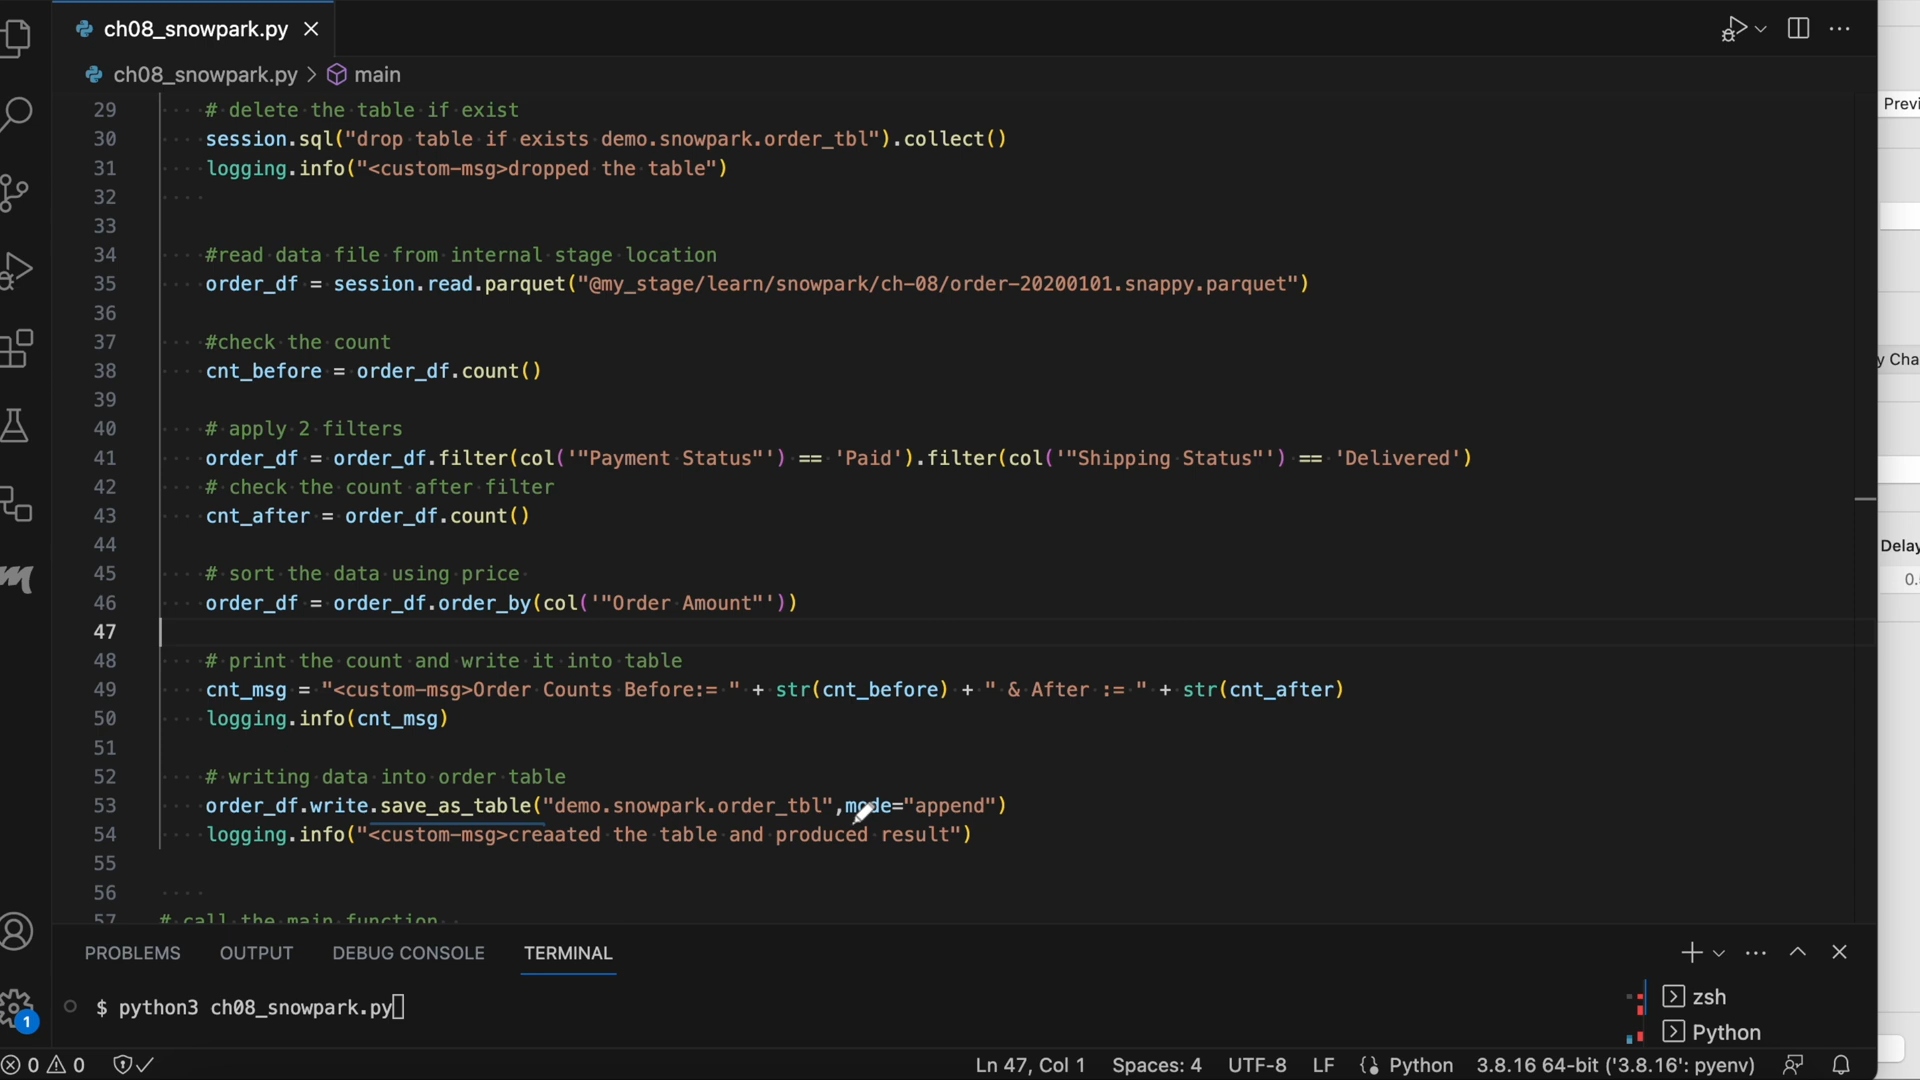 ch08_snowpark.py
ch08_snowpark.py > main
29 # delete the table if exist
30 session.sql("drop table if exists demo.snowpark.order_tbl").collect()
31 logging.info("<custom-msg>dropped the table")
32
33
34 #read data file from internal stage location
35 order_df = session.read.parquet("@my_stage/learn/snowpark/ch-08/order-20200101.snappy.parquet")
36
37 #check the count
38 cnt_before = order_df.count()
39
40 # apply 2 filters
41 order_df = order_df.filter(col('"Payment Status"') == 'Paid').filter(col('"Shipping Status"') == 'Delivered')
42 # check the count after filter
43 cnt_after = order_df.count()
44
45 # sort the data using price
46 order_df = order_df.order_by(col('"Order Amount"'))
47
48 # print the count and write it into table
49 cnt_msg = "<custom-msg>Order Counts Before:= " + str(cnt_before) + " & After := " + str(cnt_after)
50 logging.info(cnt_msg)
51
52 # writing data into order table
53 order_df.write.save_as_table("demo.snowpark.order_tbl",mode="append")
54 logging.info("<custom-msg>creaated the table and produced result")
55
56
57 # call the main function
PROBLEMS OUTPUT DEBUG CONSOLE TERMINAL
$ python3 ch08_snowpark.py
zsh
Python
1
0 0 Ln 47, Col 1 Spaces: 4 UTF-8 LF Python 3.8.16 64-bit ('3.8.16': pyenv)
Previ
y Cha
Delay
0.